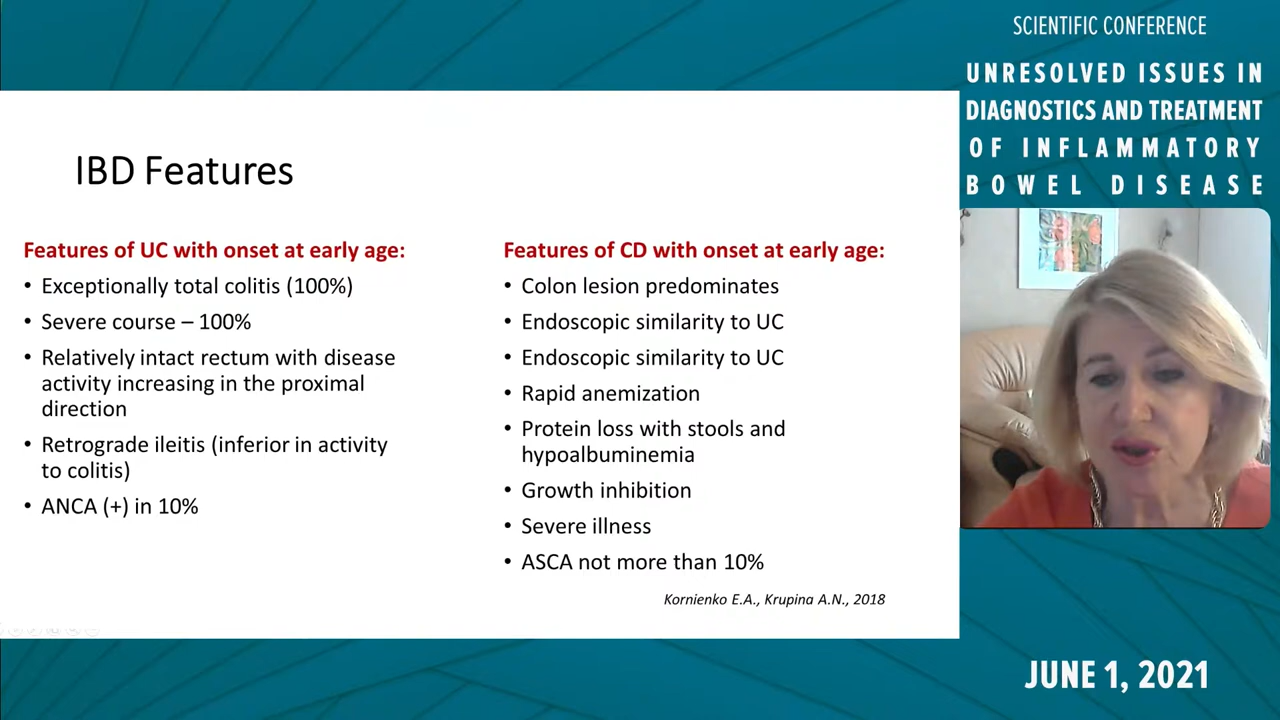 SCIENTIFIC CONFERENCE
UNRESOLVED ISSUES IN
DIAGNOSTICS AND TREATMENT
OF INFLAMMATORY
BOWEL DISEASE
IBD Features
Features of UC with onset at early age:
• Exceptionally total colitis (100%)
• Severe course – 100%
• Relatively intact rectum with disease
activity increasing in the proximal
direction
• Retrograde ileitis (inferior in activity
to colitis)
• ANCA (+) in 10%
Features of CD with onset at early age:
• Colon lesion predominates
• Endoscopic similarity to UC
• Endoscopic similarity to UC
• Rapid anemization
• Protein loss with stools and
hypoalbuminemia
• Growth inhibition
• Severe illness
• ASCA not more than 10%
Kornienko E.A., Krupina A.N., 2018
JUNE 1, 2021